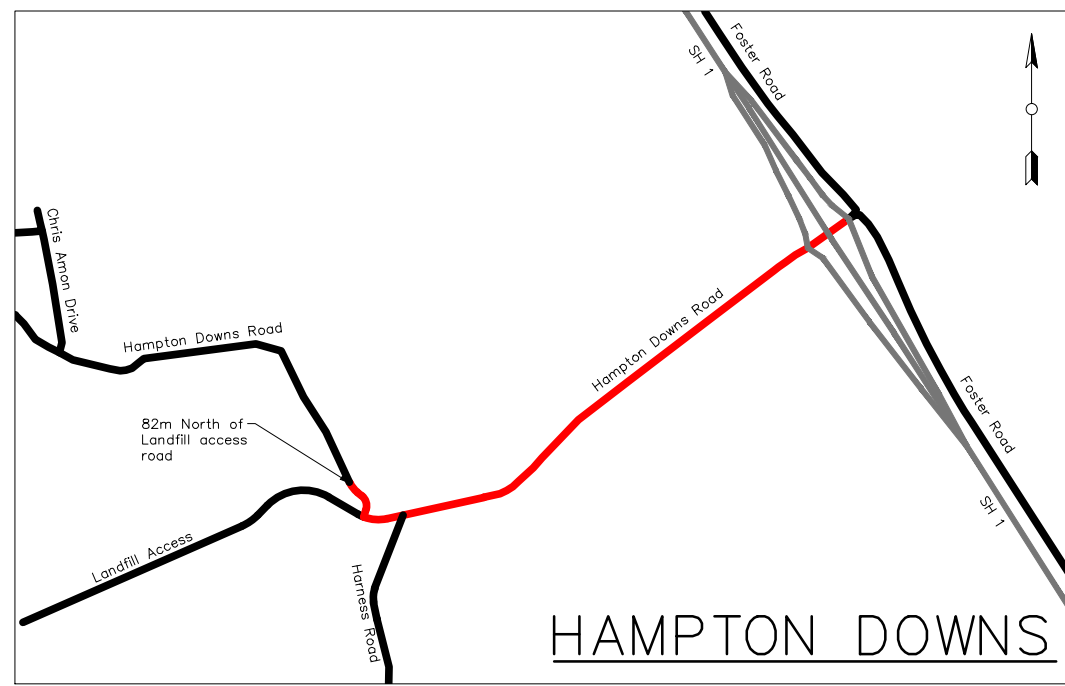 SH 1
Foster Road
Chris Amon Drive
Hampton Downs Road
Hampton Downs Road
82m North of
Landfill access
road
Foster Road
SH 1
Landfill Access
Harness Road
HAMPTON DOWNS